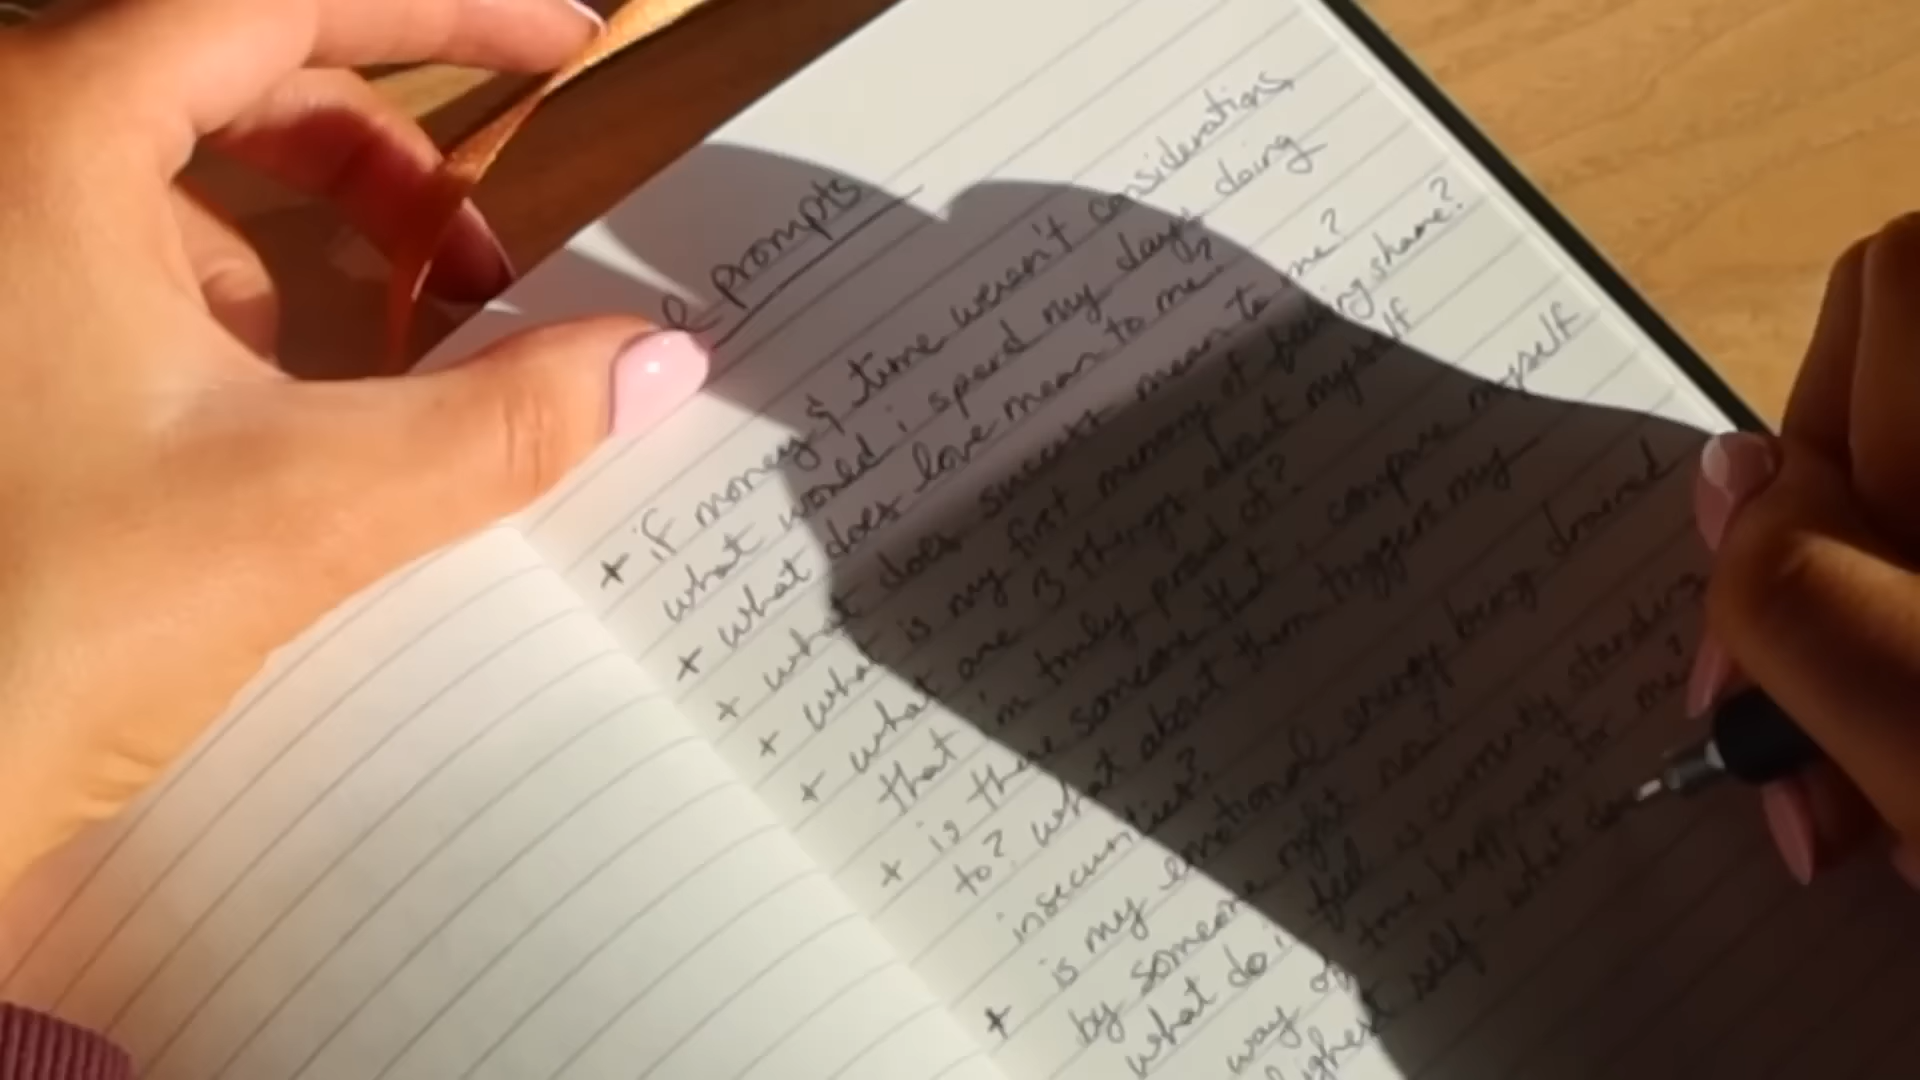 prompts
+ if money & time weren't considerations
what would i spend my days doing
+ what does love mean to me?
+ what does success mean to me?
+ what is my first memory of feeling shame?
+ what are 3 things about myself
that i'm truly proud of?
+ is there someone that i compare myself
to? what about them triggers my
insecurities?
+ is my emotional energy being drained
by someone right now?
what do i feel is currently standing
way of true happiness for me?
highest self - what do